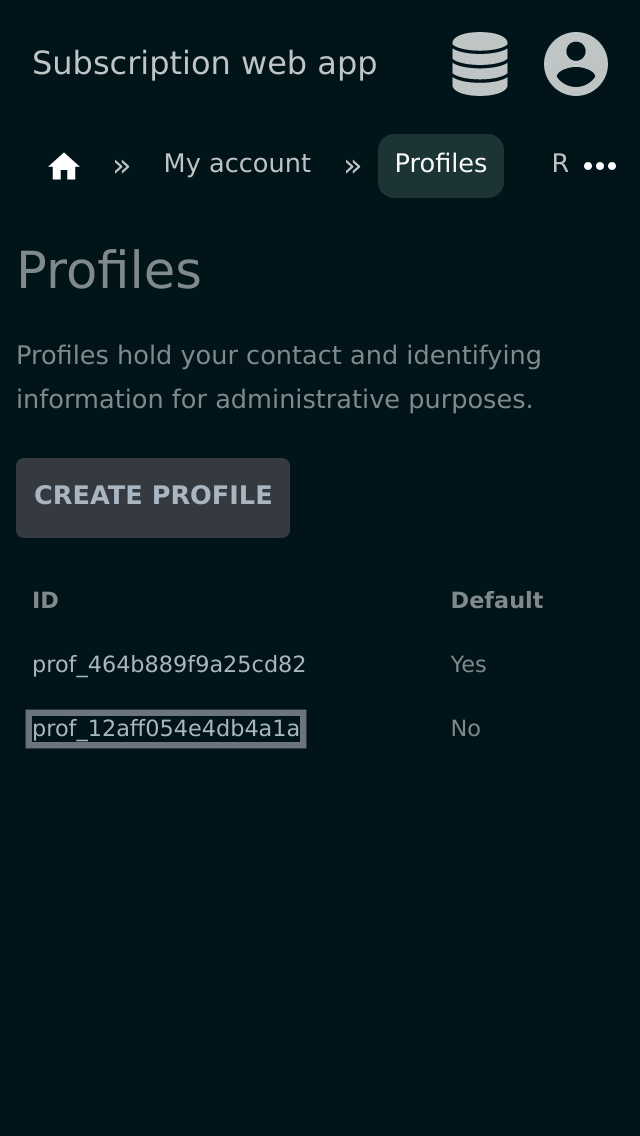 Subscription web app
» My account » Profiles R •••
Profiles
Profiles hold your contact and identifying
information for administrative purposes.
CREATE PROFILE
ID Default
prof_464b889f9a25cd82 Yes
prof_12aff054e4db4a1a No